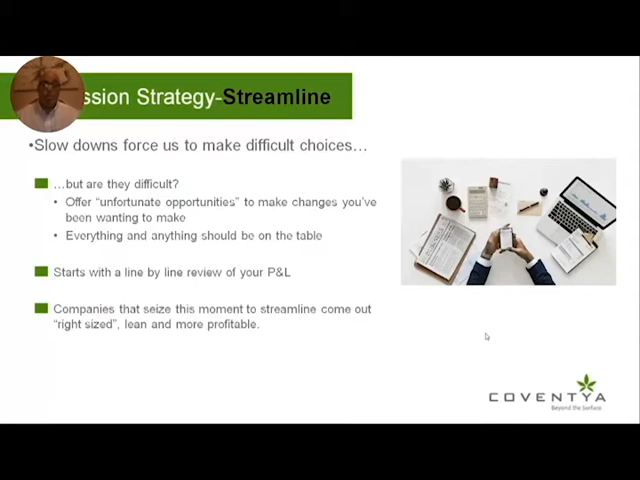 ssion Strategy-Streamline
•Slow downs force us to make difficult choices…
…but are they difficult?
• Offer “unfortunate opportunities” to make changes you’ve
been wanting to make
• Everything and anything should be on the table
Starts with a line by line review of your P&L
Companies that seize this moment to streamline come out
“right sized”, lean and more profitable.
COVENTYA
Beyond the Surface